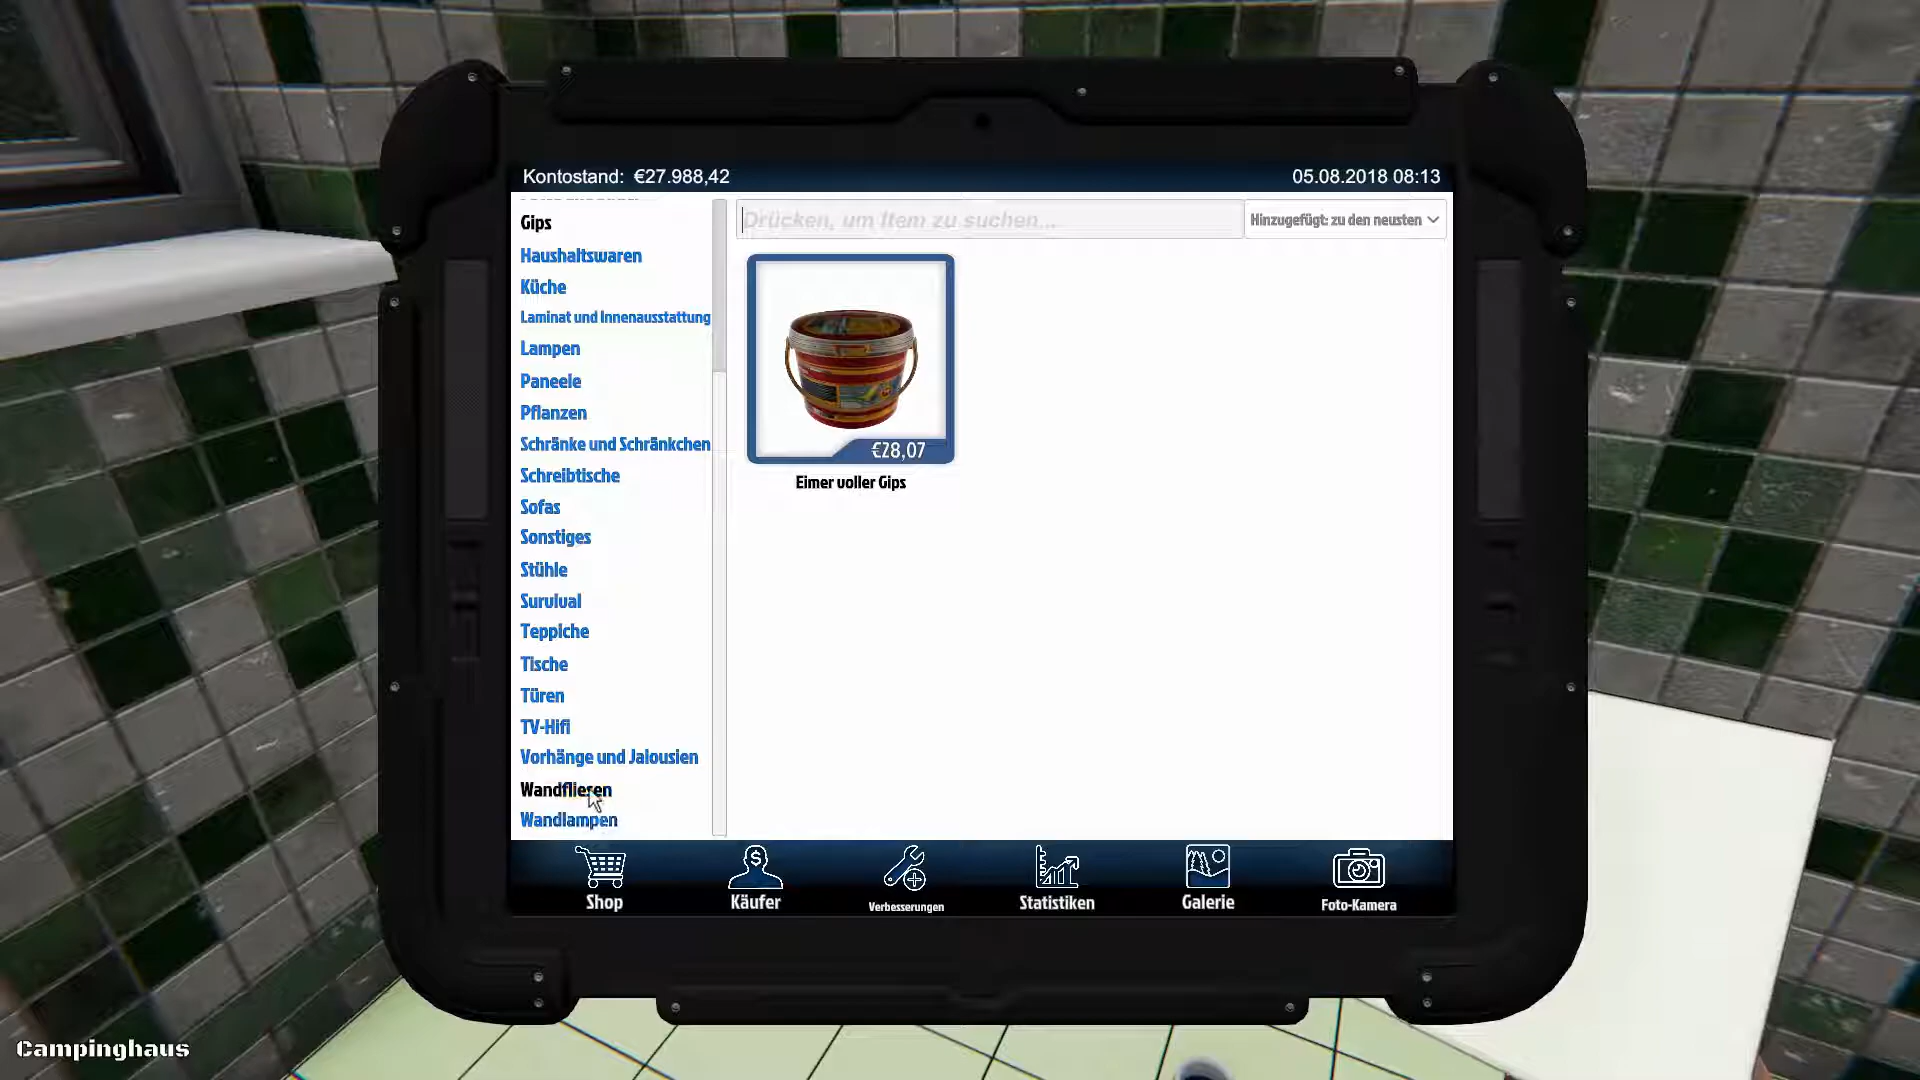 Kontostand: €27.988,42
05.08.2018 08:13
Gips
Haushaltswaren
Küche
Laminat und Innenausstattung
Lampen
Paneele
Pflanzen
Schränke und Schränkchen
Schreibtische
Sofas
Sonstiges
Stühle
Survival
Teppiche
Tische
Türen
TV-Hifi
Vorhänge und Jalousien
Wandfliesen
Wandlampen
Drücken, um Item zu suchen...
Hinzugefügt: zu den neusten
€28,07
Eimer voller Gips
Shop
Käufer
Verbesserungen
Statistiken
Galerie
Foto-Kamera
Campinghaus